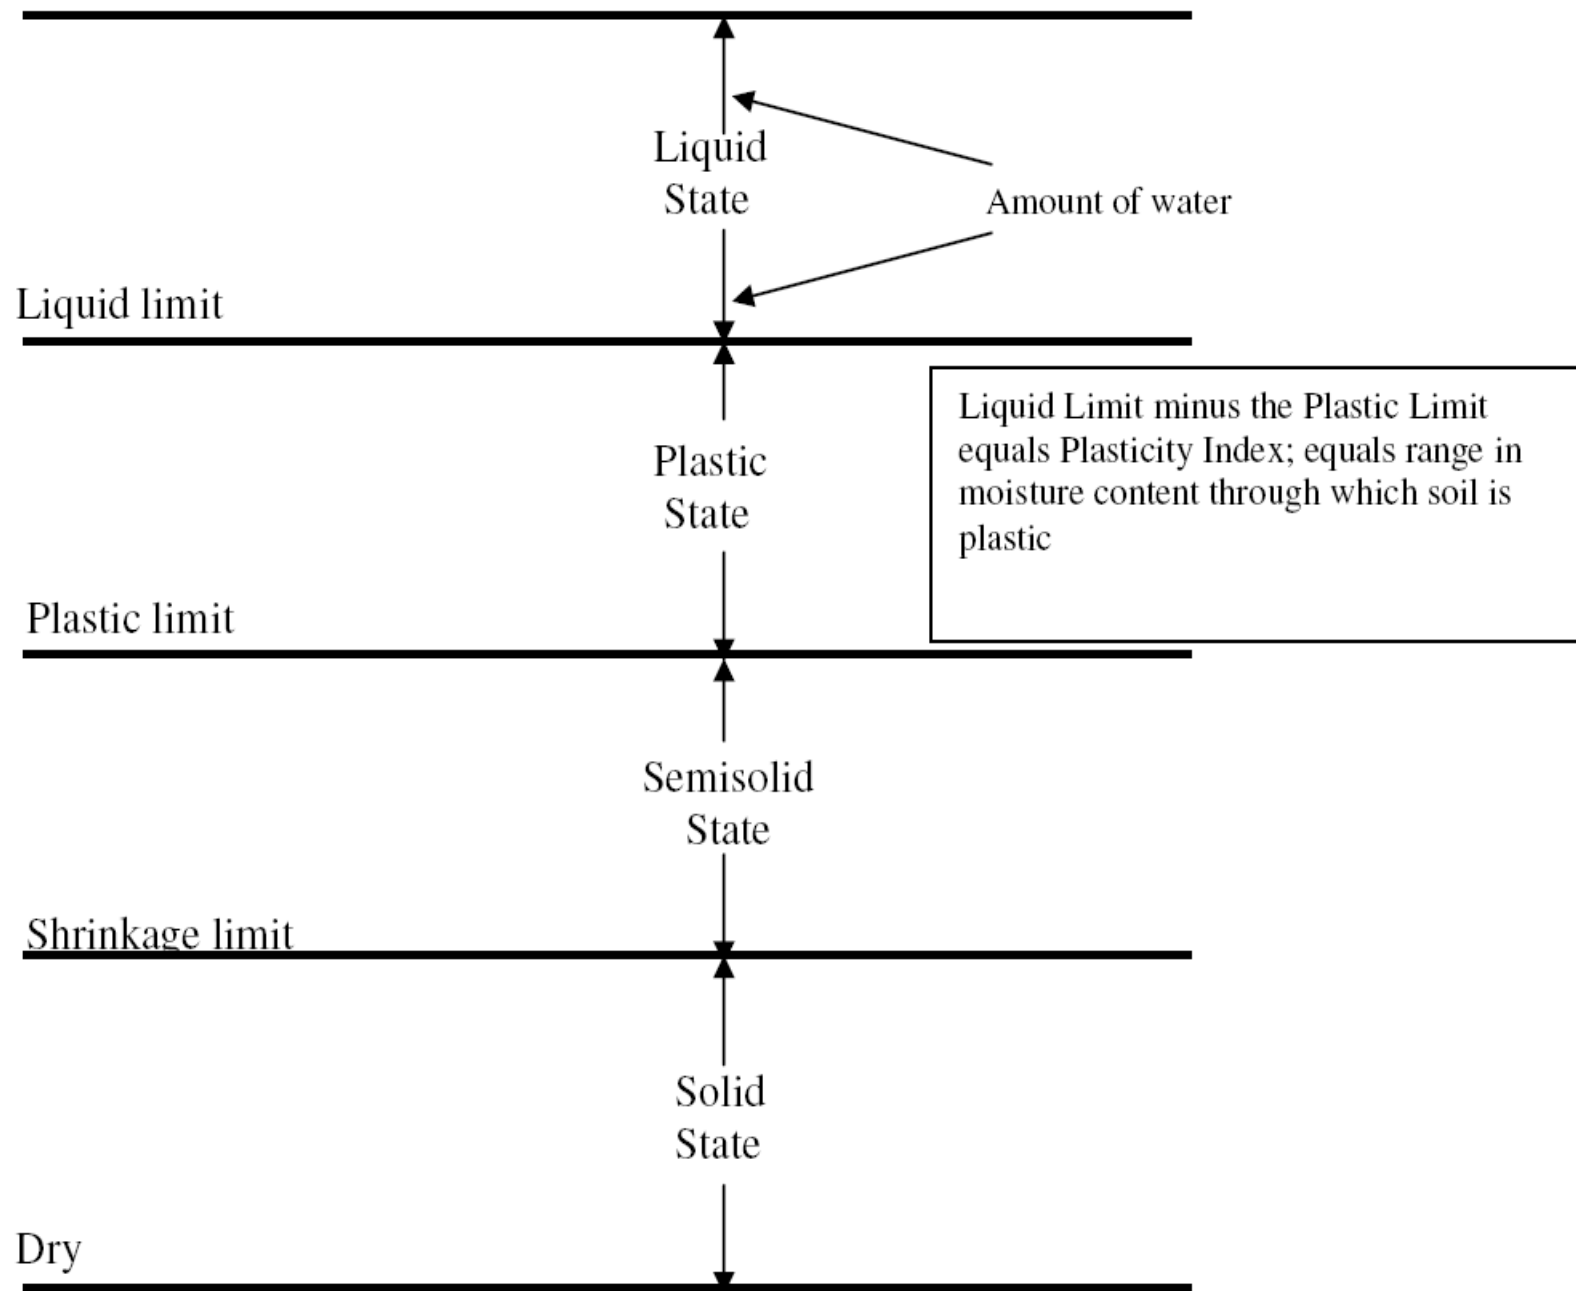 Liquid
State
Amount of water
Liquid limit
Liquid Limit minus the Plastic Limit
equals Plasticity Index; equals range in
moisture content through which soil is
plastic
Plastic
State
Plastic limit
Semisolid
State
Shrinkage limit
Solid
State
Dry